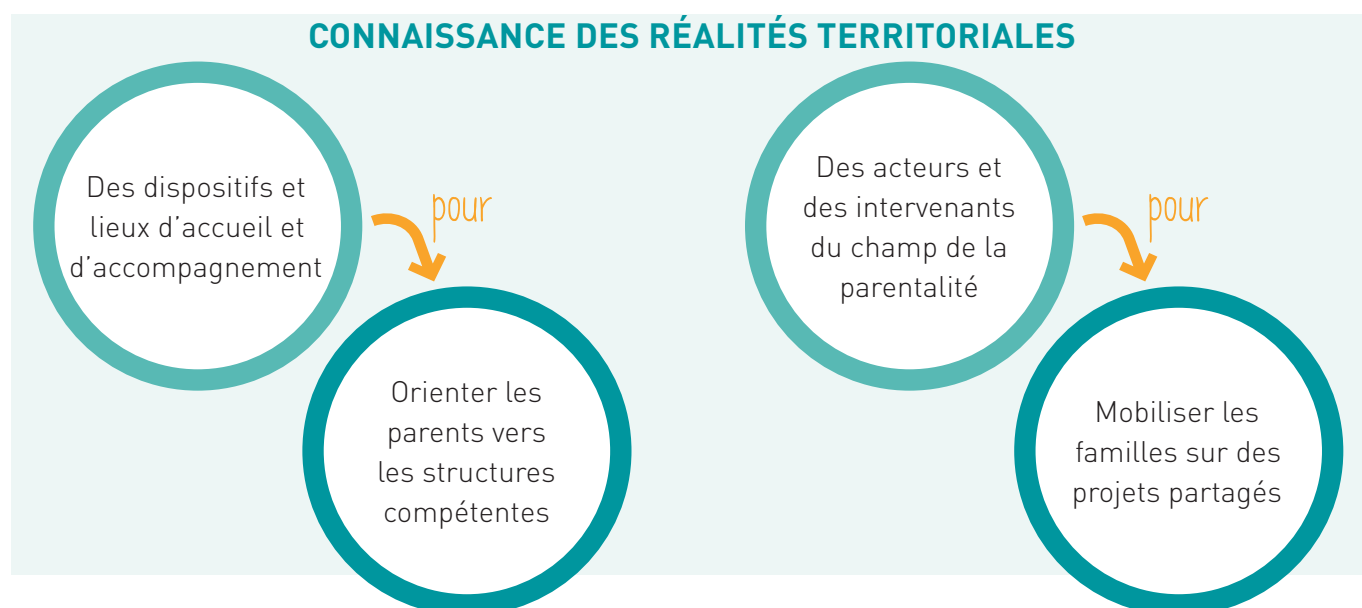 CONNAISSANCE DES RÉALITÉS TERRITORIALES
Des dispositifs et
lieux d’accueil et
d’accompagnement
pour
Orienter les
parents vers
les structures
compétentes
Des acteurs et
des intervenants
du champ de la
parentalité
pour
Mobiliser les
familles sur des
projets partagés